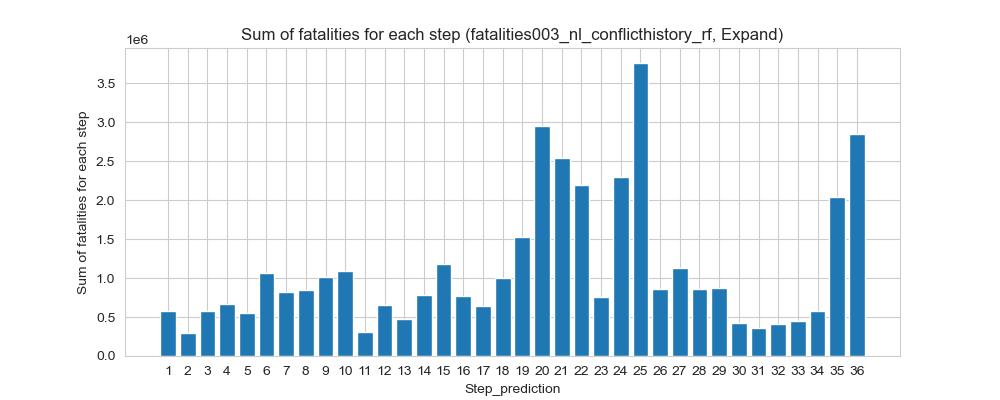 Sum of fatalities for each step (fatalities003_nl_conflicthistory_rf, Expand)
1e6
3.5
3.0
2.5
2.0
1.5
1.0
0.5
0.0
Sum of fatalities for each step
1 2 3 4 5 6 7 8 9 10 11 12 13 14 15 16 17 18 19 20 21 22 23 24 25 26 27 28 29 30 31 32 33 34 35 36
Step_prediction